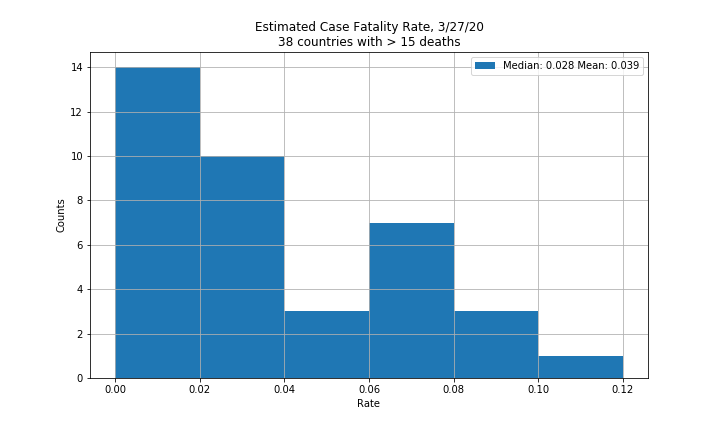 Estimated Case Fatality Rate, 3/27/20
38 countries with > 15 deaths
Median: 0.028 Mean: 0.039
14
12
10
8
6
4
2
0
Counts
0.00 0.02 0.04 0.06 0.08 0.10 0.12
Rate